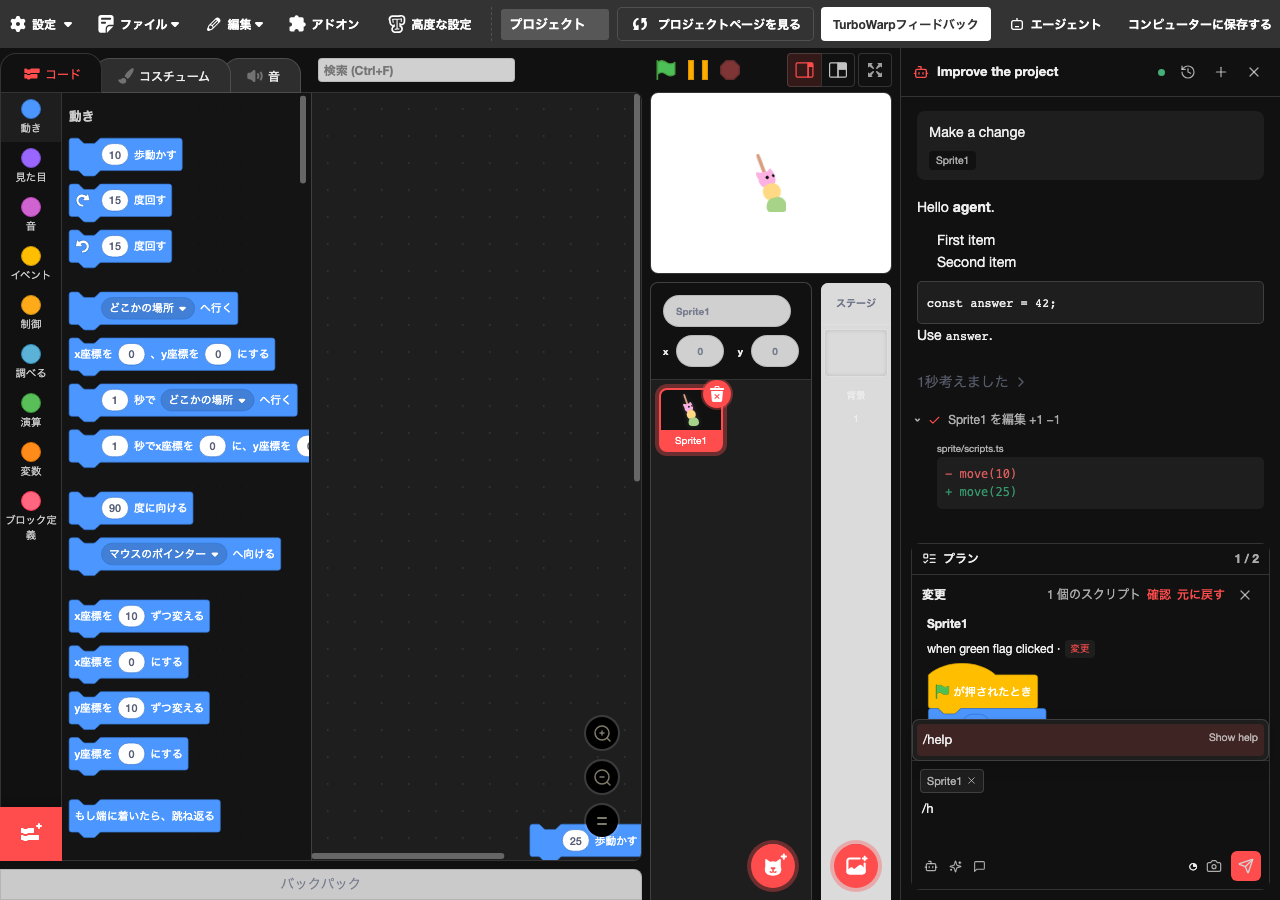 設定
ファイル
編集
アドオン
高度な設定
プロジェクト
プロジェクトページを見る
TurboWarpフィードバック
エージェント
コンピューターに保存する
コード
コスチューム
音
検索 (Ctrl+F)
Improve the project
動き
見た目
音
イベント
制御
調べる
演算
変数
ブロック定義
動き
10 歩動かす
15 度回す
15 度回す
どこかの場所 へ行く
x座標を 0 、y座標を 0 にする
1 秒で どこかの場所 へ行く
1 秒でx座標を 0 に、y座標を
90 度に向ける
マウスのポインター へ向ける
x座標を 10 ずつ変える
x座標を 0 にする
y座標を 10 ずつ変える
y座標を 0 にする
もし端に着いたら、跳ね返る
25 歩動かす
バックパック
Sprite1
x 0 y 0
Sprite1
ステージ
背景
1
Make a change
Sprite1
Hello agent.
First item
Second item
const answer = 42;
Use answer.
1秒考えました
Sprite1 を編集 +1 −1
sprite/scripts.ts
− move(10)
+ move(25)
プラン 1 / 2
変更 1 個のスクリプト 確認 元に戻す
Sprite1
when green flag clicked · 変更
が押されたとき
/help Show help
Sprite1
/h